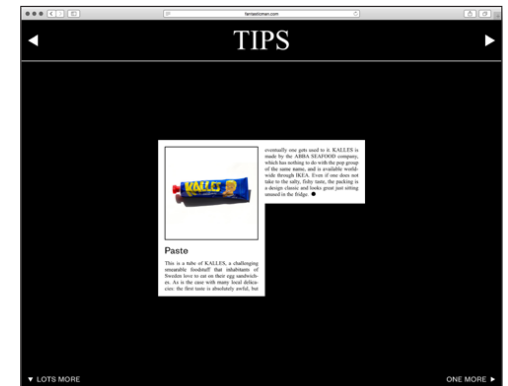 fantasticman.com
TIPS
KALLES
Paste
This is a tube of KALLES, a challenging
smearable foodstuff that inhabitants of
Sweden love to eat on their egg sandwich-
es. As is the case with many local delica-
cies: the first taste is absolutely awful, but
eventually one gets used to it. KALLES is
made by the ABBA SEAFOOD company,
which has nothing to do with the pop group
of the same name, and is available world-
wide through IKEA. Even if one does not
take to the salty, fishy taste, the packing is
a design classic and looks great just sitting
unused in the fridge.
LOTS MORE
ONE MORE